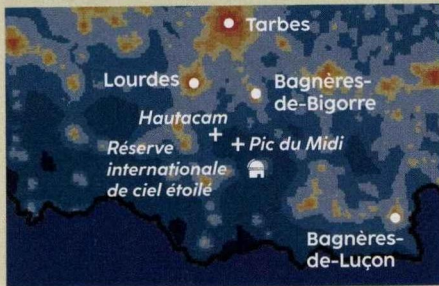 Tarbes
Lourdes
Bagnères-
de-Bigorre
Hautacam
Pic du Midi
Réserve
internationale
de ciel étoilé
Bagnères-
de-Luçon